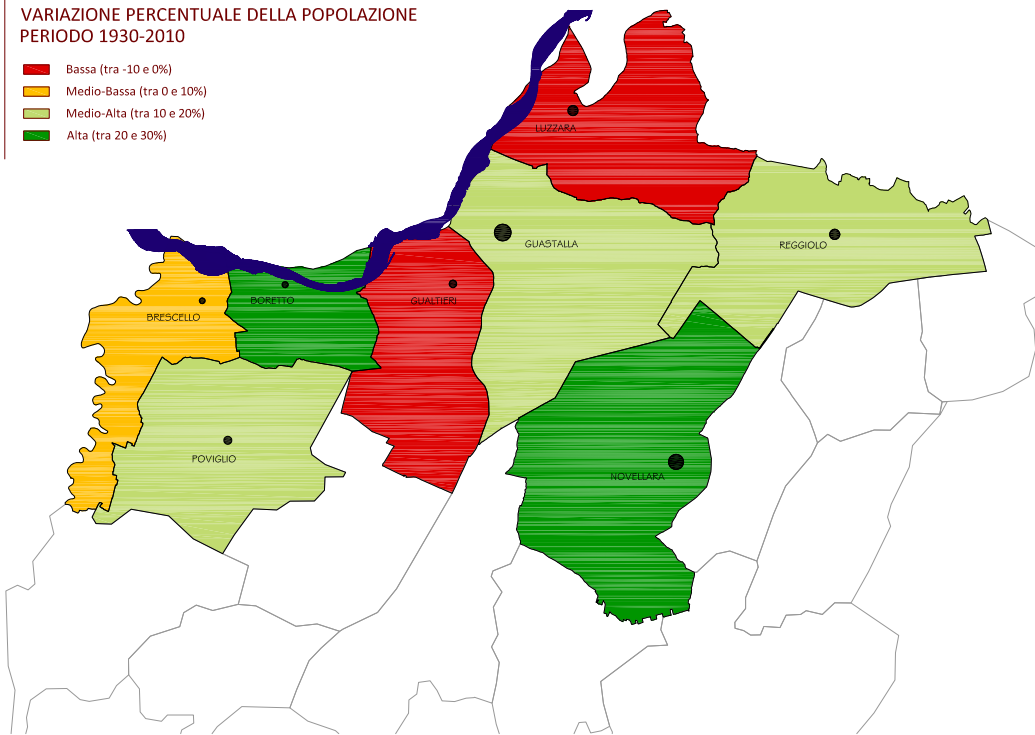 VARIAZIONE PERCENTUALE DELLA POPOLAZIONE
PERIODO 1930-2010
Bassa (tra -10 e 0%)
Medio-Bassa (tra 0 e 10%)
Medio-Alta (tra 10 e 20%)
Alta (tra 20 e 30%)
LUZZARA
GUASTALLA
REGGIOLO
BORETTO
GUALTIERI
BRESCELLO
POVIGLIO
NOVELLARA